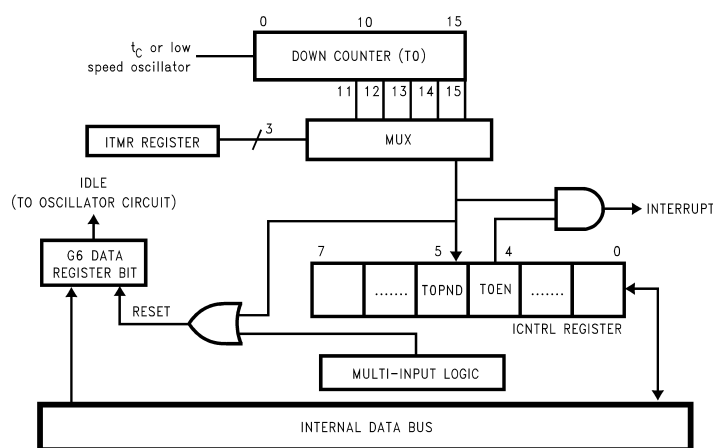 0 10 15
t_C or low
speed oscillator
DOWN COUNTER (T0)
11 12 13 14 15
3
ITMR REGISTER
MUX
IDLE
(TO OSCILLATOR CIRCUIT)
INTERRUPT
G6 DATA
REGISTER BIT
7 5 4 0
....... T0PND T0EN .......
RESET
ICNTRL REGISTER
MULTI-INPUT LOGIC
INTERNAL DATA BUS